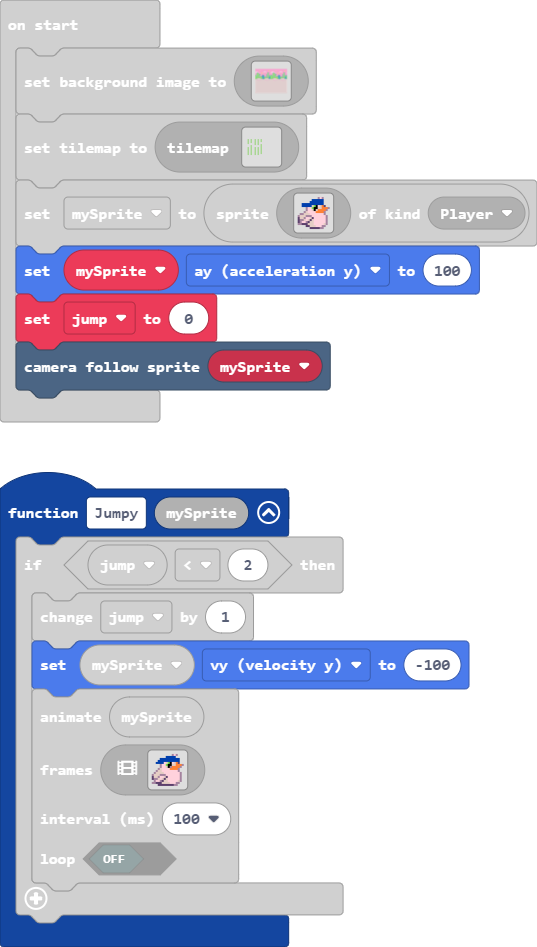 on start
set background image to
set tilemap to tilemap
set mySprite to sprite of kind Player
set mySprite ay (acceleration y) to 100
set jump to 0
camera follow sprite mySprite
function Jumpy mySprite
if jump < 2 then
change jump by 1
set mySprite vy (velocity y) to -100
animate mySprite
frames
interval (ms) 100
loop OFF